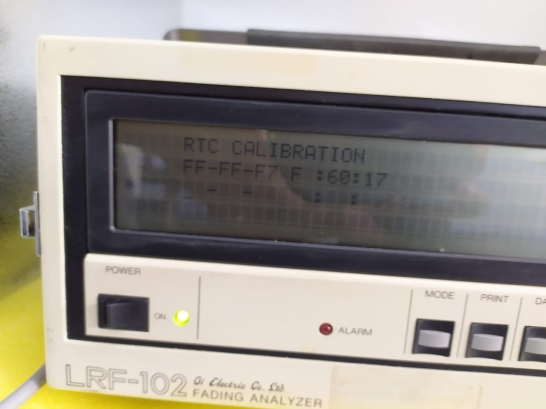 RTC CALIBRATION
FF-FF-F7 F :60:17
- - - : :
POWER
ON
ALARM
MODE
PRINT
DA
LRF-102 Oi Electric Co. Ltd
FADING ANALYZER